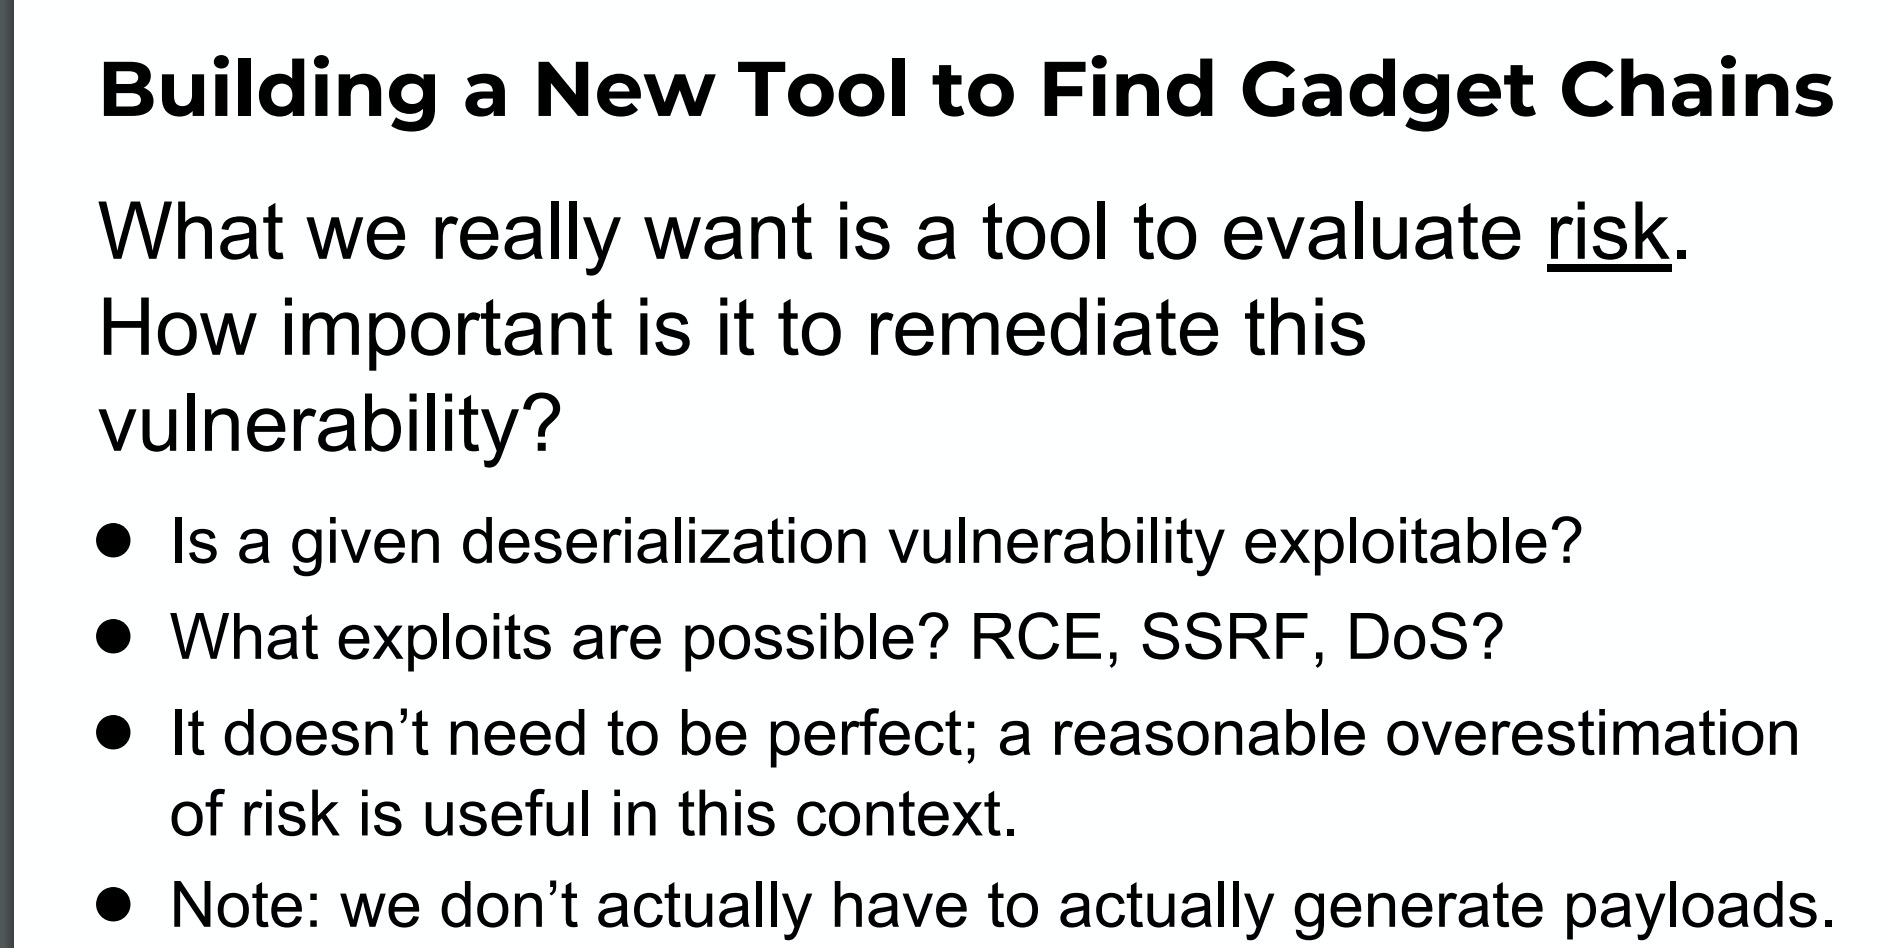 Building a New Tool to Find Gadget Chains
What we really want is a tool to evaluate risk.
How important is it to remediate this
vulnerability?
● Is a given deserialization vulnerability exploitable?
● What exploits are possible? RCE, SSRF, DoS?
● It doesn’t need to be perfect; a reasonable overestimation
of risk is useful in this context.
● Note: we don’t actually have to actually generate payloads.